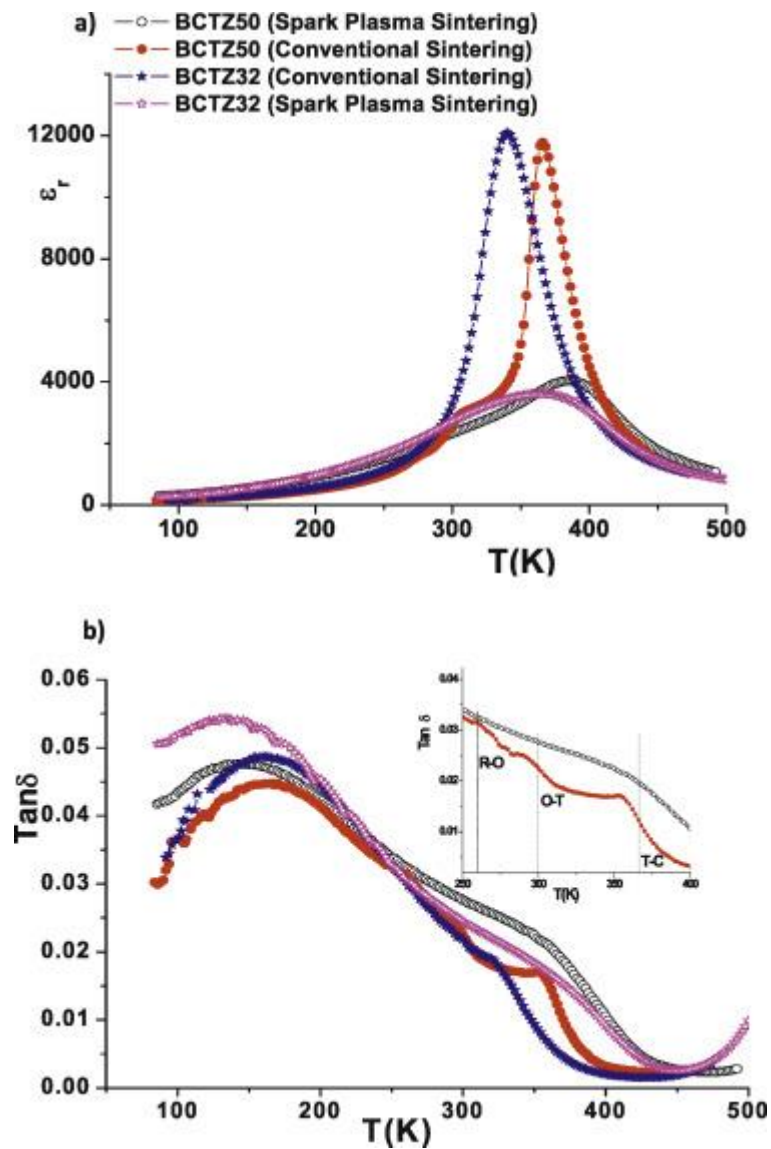 a)
BCTZ50 (Spark Plasma Sintering)
BCTZ50 (Conventional Sintering)
BCTZ32 (Conventional Sintering)
BCTZ32 (Spark Plasma Sintering)
12000
8000
4000
0
εr
100 200 300 400 500
T(K)
b)
0.06
0.05
0.04
0.03
0.02
0.01
0.00
Tanδ
100 200 300 400 500
T(K)
0.04
0.03
0.02
0.01
Tan δ
R-O
O-T
T-C
250 300 350 400
T(K)